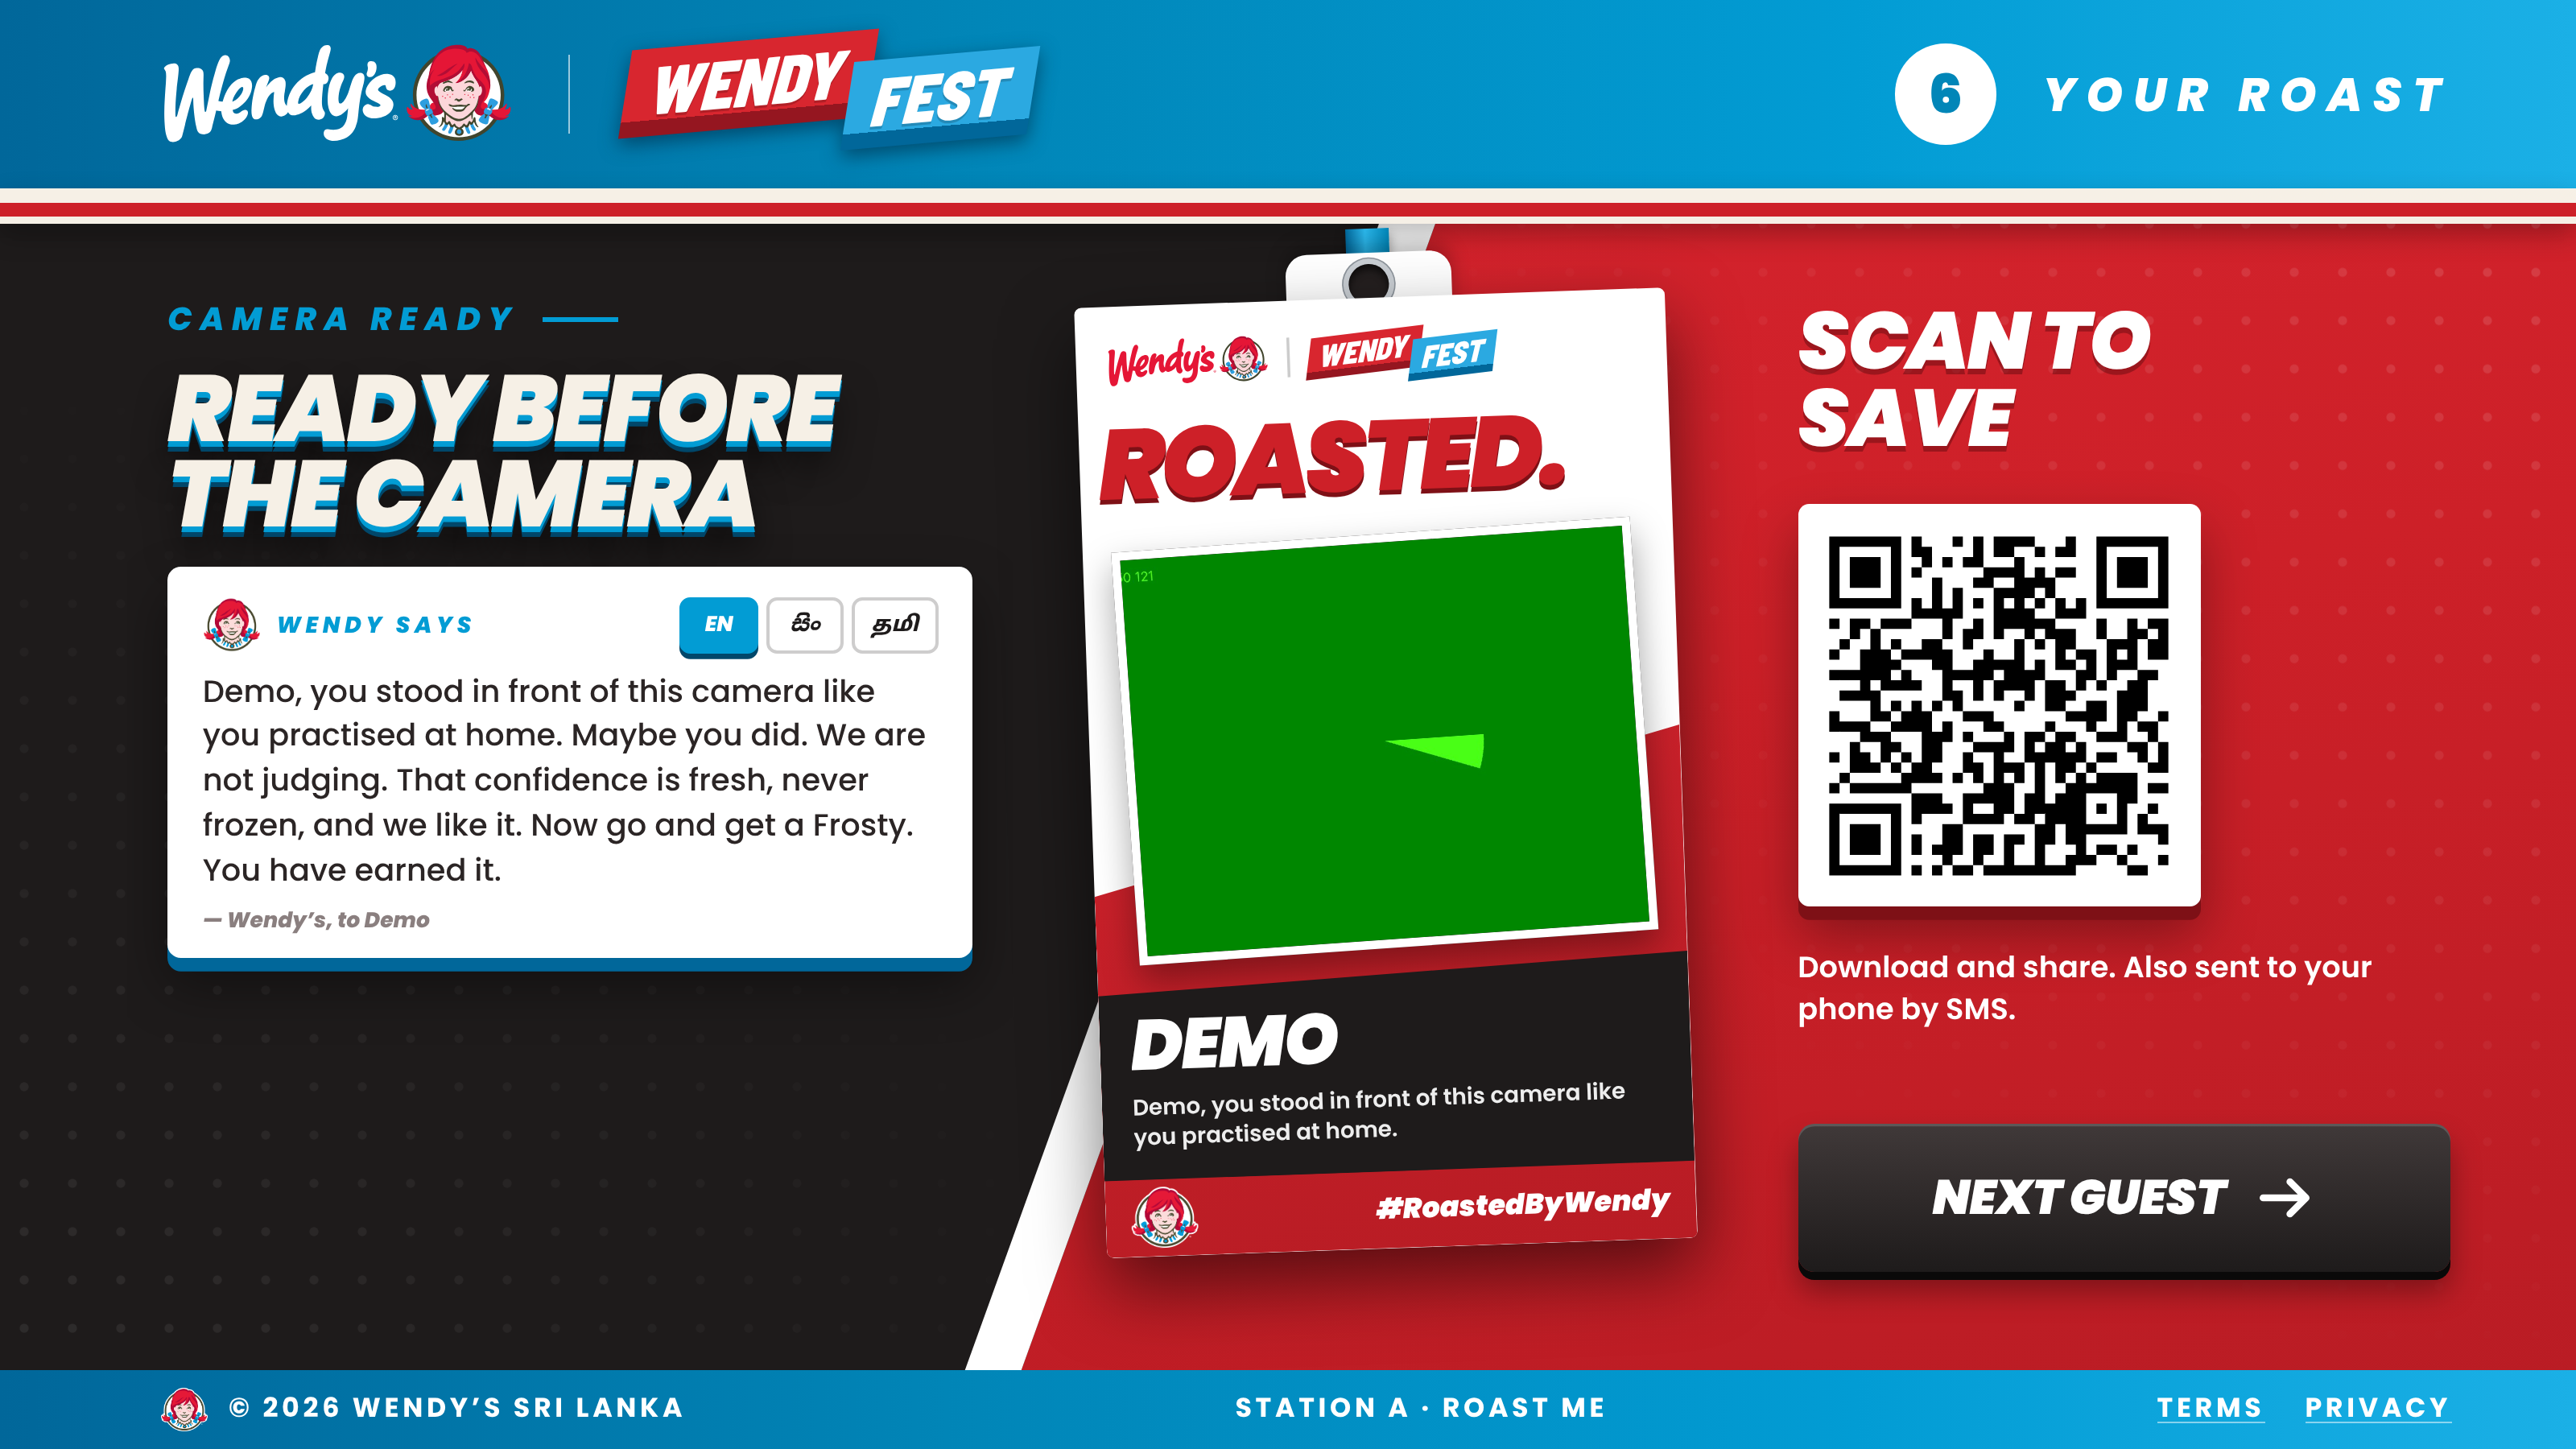 Wendy's
WENDY FEST
6 YOUR ROAST
CAMERA READY
READY BEFORE
THE CAMERA
WENDY SAYS
EN සිං தமி
Demo, you stood in front of this camera like
you practised at home. Maybe you did. We are
not judging. That confidence is fresh, never
frozen, and we like it. Now go and get a Frosty.
You have earned it.
— Wendy’s, to Demo
Wendy's
WENDY FEST
ROASTED.
0 121
DEMO
Demo, you stood in front of this camera like
you practised at home.
#RoastedByWendy
SCAN TO
SAVE
Download and share. Also sent to your
phone by SMS.
NEXT GUEST →
© 2026 WENDY’S SRI LANKA
STATION A · ROAST ME
TERMS PRIVACY